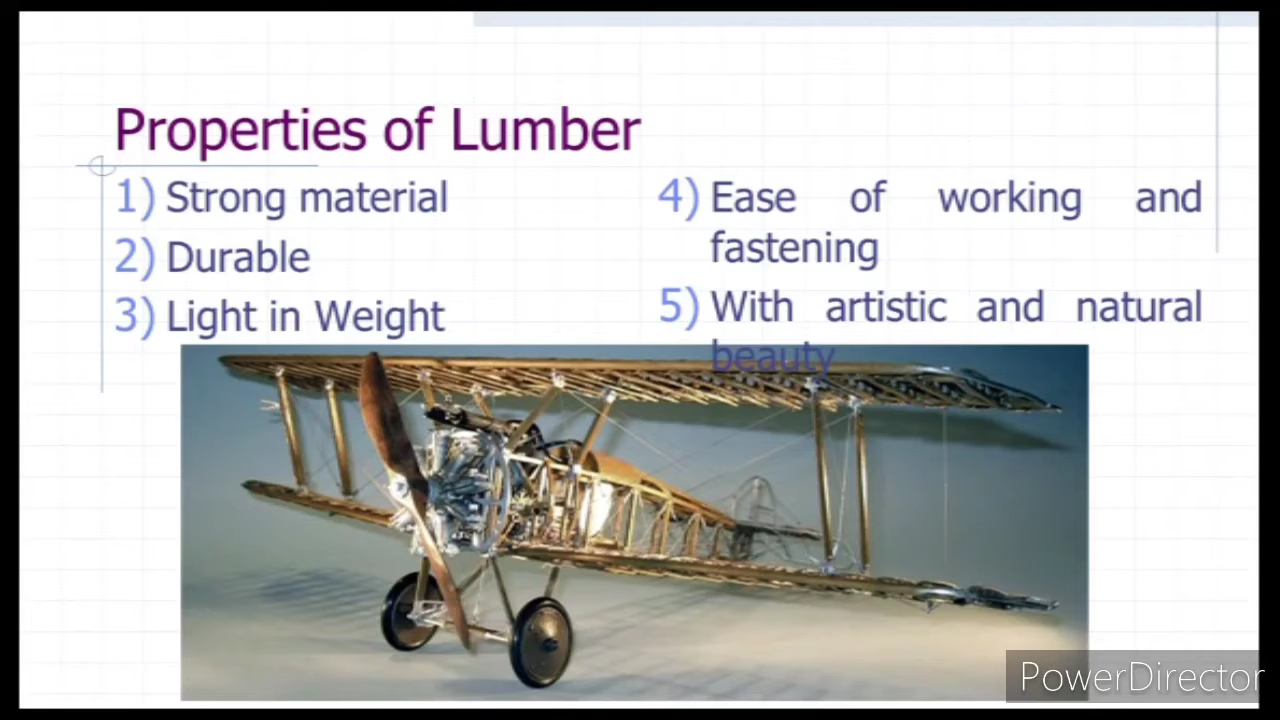 Properties of Lumber
1) Strong material
2) Durable
3) Light in Weight
4) Ease of working and
fastening
5) With artistic and natural
beauty
PowerDirector